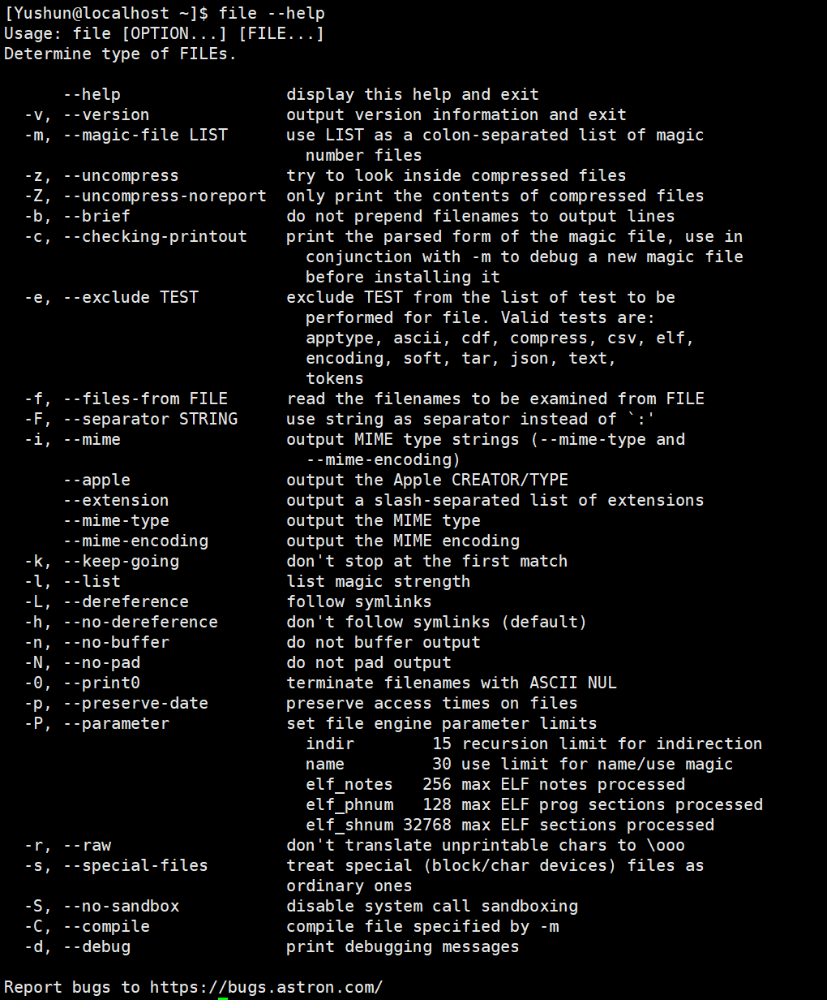 [Yushun@localhost ~]$ file --help
Usage: file [OPTION...] [FILE...]
Determine type of FILEs.

      --help                 display this help and exit
  -v, --version              output version information and exit
  -m, --magic-file LIST      use LIST as a colon-separated list of magic
                               number files
  -z, --uncompress           try to look inside compressed files
  -Z, --uncompress-noreport  only print the contents of compressed files
  -b, --brief                do not prepend filenames to output lines
  -c, --checking-printout    print the parsed form of the magic file, use in
                               conjunction with -m to debug a new magic file
                               before installing it
  -e, --exclude TEST         exclude TEST from the list of test to be
                               performed for file. Valid tests are:
                               apptype, ascii, cdf, compress, csv, elf,
                               encoding, soft, tar, json, text,
                               tokens
  -f, --files-from FILE      read the filenames to be examined from FILE
  -F, --separator STRING     use string as separator instead of `:'
  -i, --mime                 output MIME type strings (--mime-type and
                               --mime-encoding)
      --apple                output the Apple CREATOR/TYPE
      --extension            output a slash-separated list of extensions
      --mime-type            output the MIME type
      --mime-encoding        output the MIME encoding
  -k, --keep-going           don't stop at the first match
  -l, --list                 list magic strength
  -L, --dereference          follow symlinks
  -h, --no-dereference       don't follow symlinks (default)
  -n, --no-buffer            do not buffer output
  -N, --no-pad               do not pad output
  -0, --print0               terminate filenames with ASCII NUL
  -p, --preserve-date        preserve access times on files
  -P, --parameter            set file engine parameter limits
                               indir        15 recursion limit for indirection
                               name         30 use limit for name/use magic
                               elf_notes   256 max ELF notes processed
                               elf_phnum   128 max ELF prog sections processed
                               elf_shnum 32768 max ELF sections processed
  -r, --raw                  don't translate unprintable chars to \ooo
  -s, --special-files        treat special (block/char devices) files as
                             ordinary ones
  -S, --no-sandbox           disable system call sandboxing
  -C, --compile              compile file specified by -m
  -d, --debug                print debugging messages

Report bugs to https://bugs.astron.com/